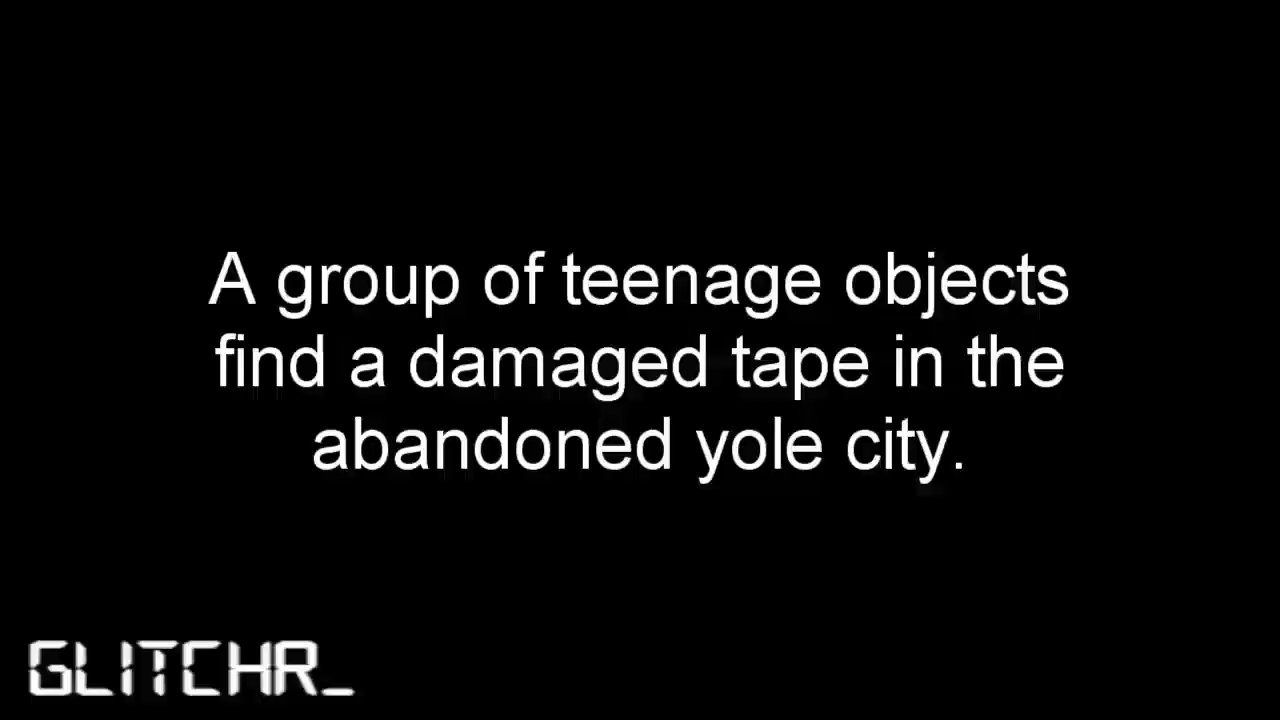 A group of teenage objects
find a damaged tape in the
abandoned yole city.
GLITCHR_